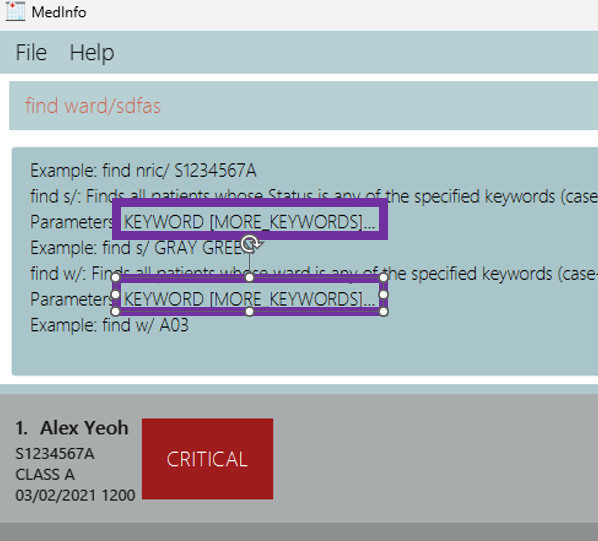 MedInfo
File Help
find ward/sdfas
Example: find nric/ S1234567A
find s/: Finds all patients whose Status is any of the specified keywords (case
Parameters: KEYWORD [MORE_KEYWORDS]...
Example: find s/ GRAY GREEN
find w/: Finds all patients whose ward is any of the specified keywords (case-
Parameters: KEYWORD [MORE_KEYWORDS]...
Example: find w/ A03
1. Alex Yeoh
S1234567A
CLASS A
03/02/2021 1200
CRITICAL